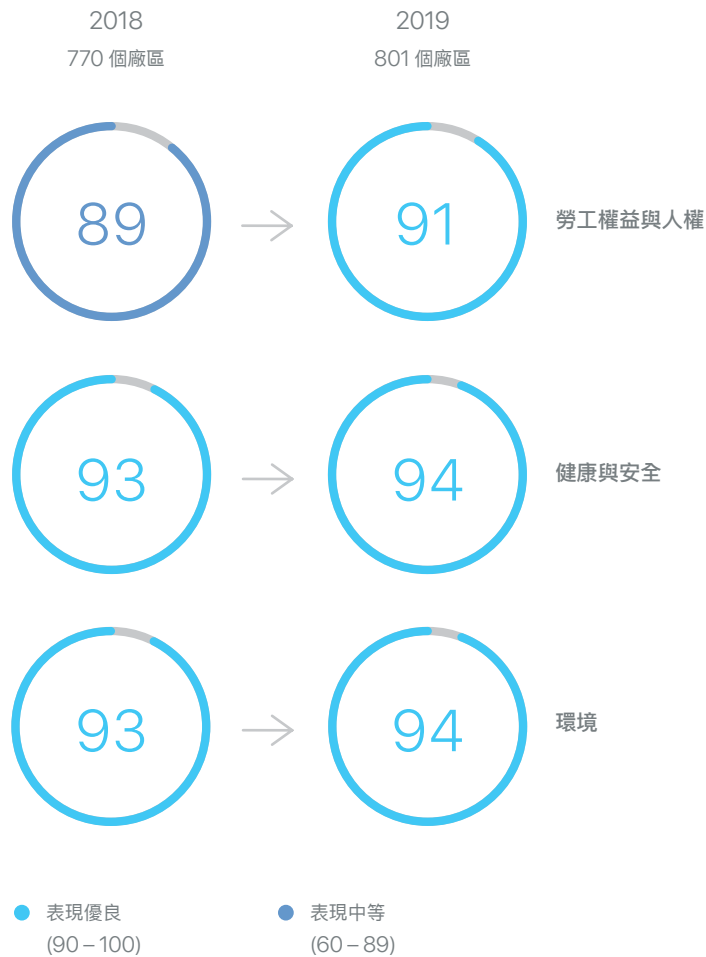 2018
2019
770 個廠區
801 個廠區
89
91
勞工權益與人權
93
94
健康與安全
93
94
環境
表現優良
(90 – 100)
表現中等
(60 – 89)